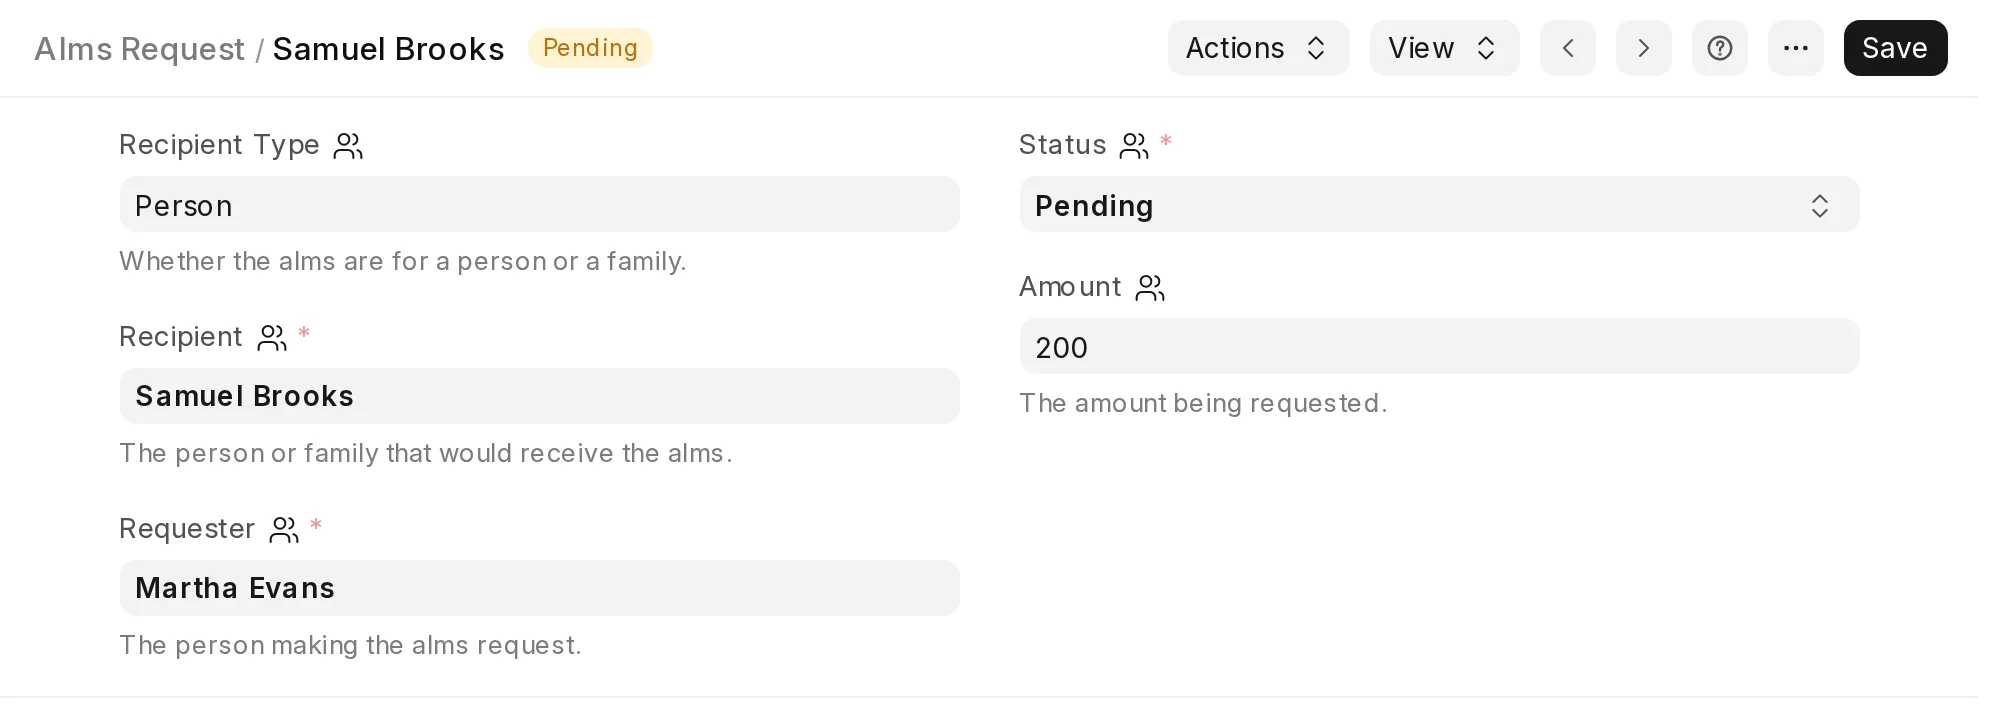 Alms Request / Samuel Brooks Pending Actions View Save
Recipient Type
Person
Whether the alms are for a person or a family.
Recipient *
Samuel Brooks
The person or family that would receive the alms.
Requester *
Martha Evans
The person making the alms request.
Status *
Pending
Amount
200
The amount being requested.